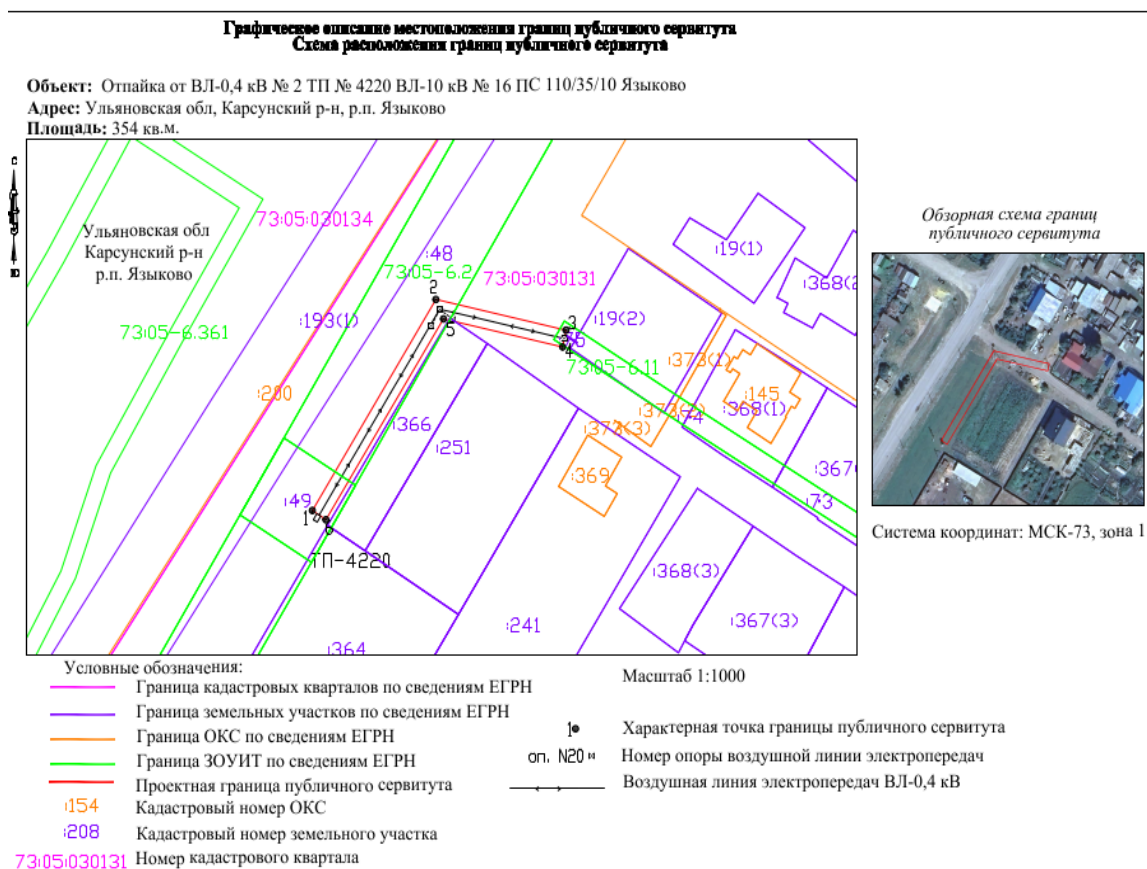 Графическое описание местоположения границ публичного сервитута
Схема расположения границ публичного сервитута
Объект: Отпайка от ВЛ-0,4 кВ № 2 ТП № 4220 ВЛ-10 кВ № 16 ПС 110/35/10 Языково
Адрес: Ульяновская обл, Карсунский р-н, р.п. Языково
Площадь: 354 кв.м.
Ульяновская обл
Карсунский р-н
р.п. Языково
73:05:030134
:48
73:05-6.2
73:05:030131
:19(1)
:368(2
2
:193(1)
73:05-6.361
5
3
:19(2)
75
4
73:05-6.11
:373(1)
:200
:145
:373(2)
:368(1)
:74
:373(3)
:366
:251
:369
:367(
:73
:49
1
6
ТП-4220
:368(3)
:367(3)
:241
:364
Обзорная схема границ
публичного сервитута
Система координат: МСК-73, зона 1
Условные обозначения:
Граница кадастровых кварталов по сведениям ЕГРН
Граница земельных участков по сведениям ЕГРН
Граница ОКС по сведениям ЕГРН
Граница ЗОУИТ по сведениям ЕГРН
Проектная граница публичного сервитута
:154 Кадастровый номер ОКС
:208 Кадастровый номер земельного участка
73:05:030131 Номер кадастрового квартала
Масштаб 1:1000
1 Характерная точка границы публичного сервитута
оп. N20 Номер опоры воздушной линии электропередач
Воздушная линия электропередач ВЛ-0,4 кВ